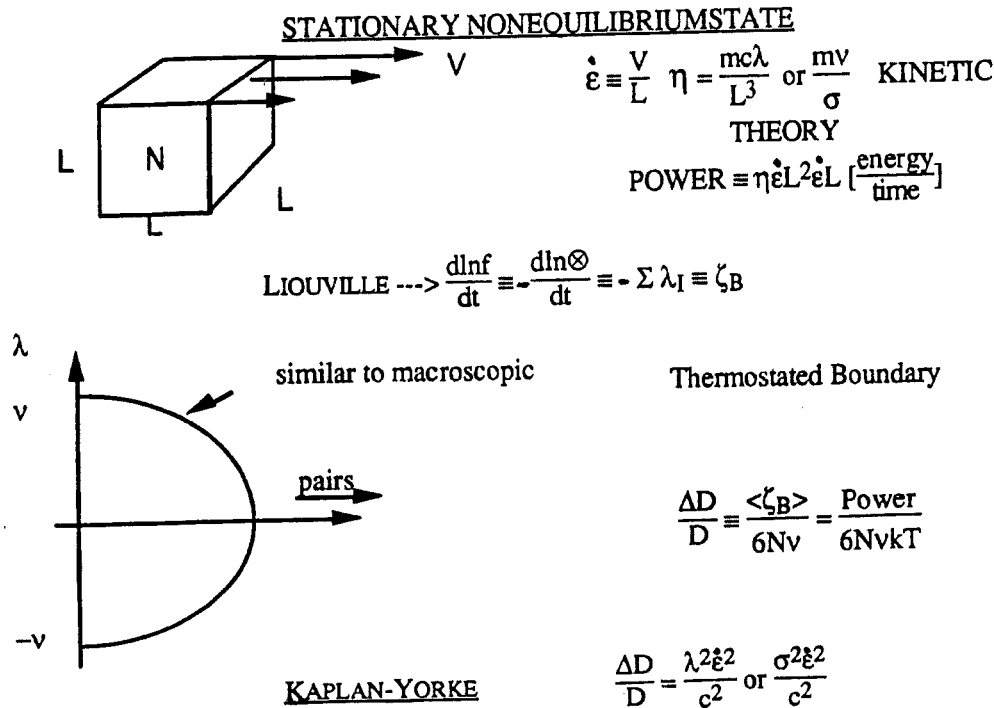 STATIONARY NONEQUILIBRIUMSTATE
V
ε̇ ≡ V/L η = mcλ/L³ or mν/σ KINETIC
THEORY
L N
L
L
POWER ≡ ηε̇L²ε̇L [energy/time]
LIOUVILLE ---> dlnf/dt ≡ -dln⊗/dt ≡ - Σ λI ≡ ζB
λ
similar to macroscopic
Thermostated Boundary
ν
pairs
ΔD/D ≡ <ζB>/6Nν = Power/6NνkT
–ν
KAPLAN-YORKE
ΔD/D = λ²ε̇²/c² or σ²ε̇²/c²